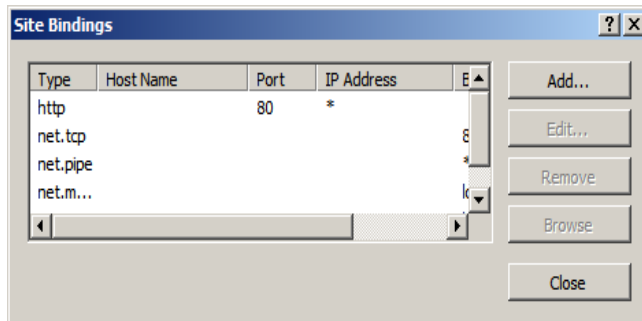 Site Bindings
Type Host Name Port IP Address
Add...
http 80 *
net.tcp 8
Edit...
net.pipe *
Remove
net.m...
Browse
Close